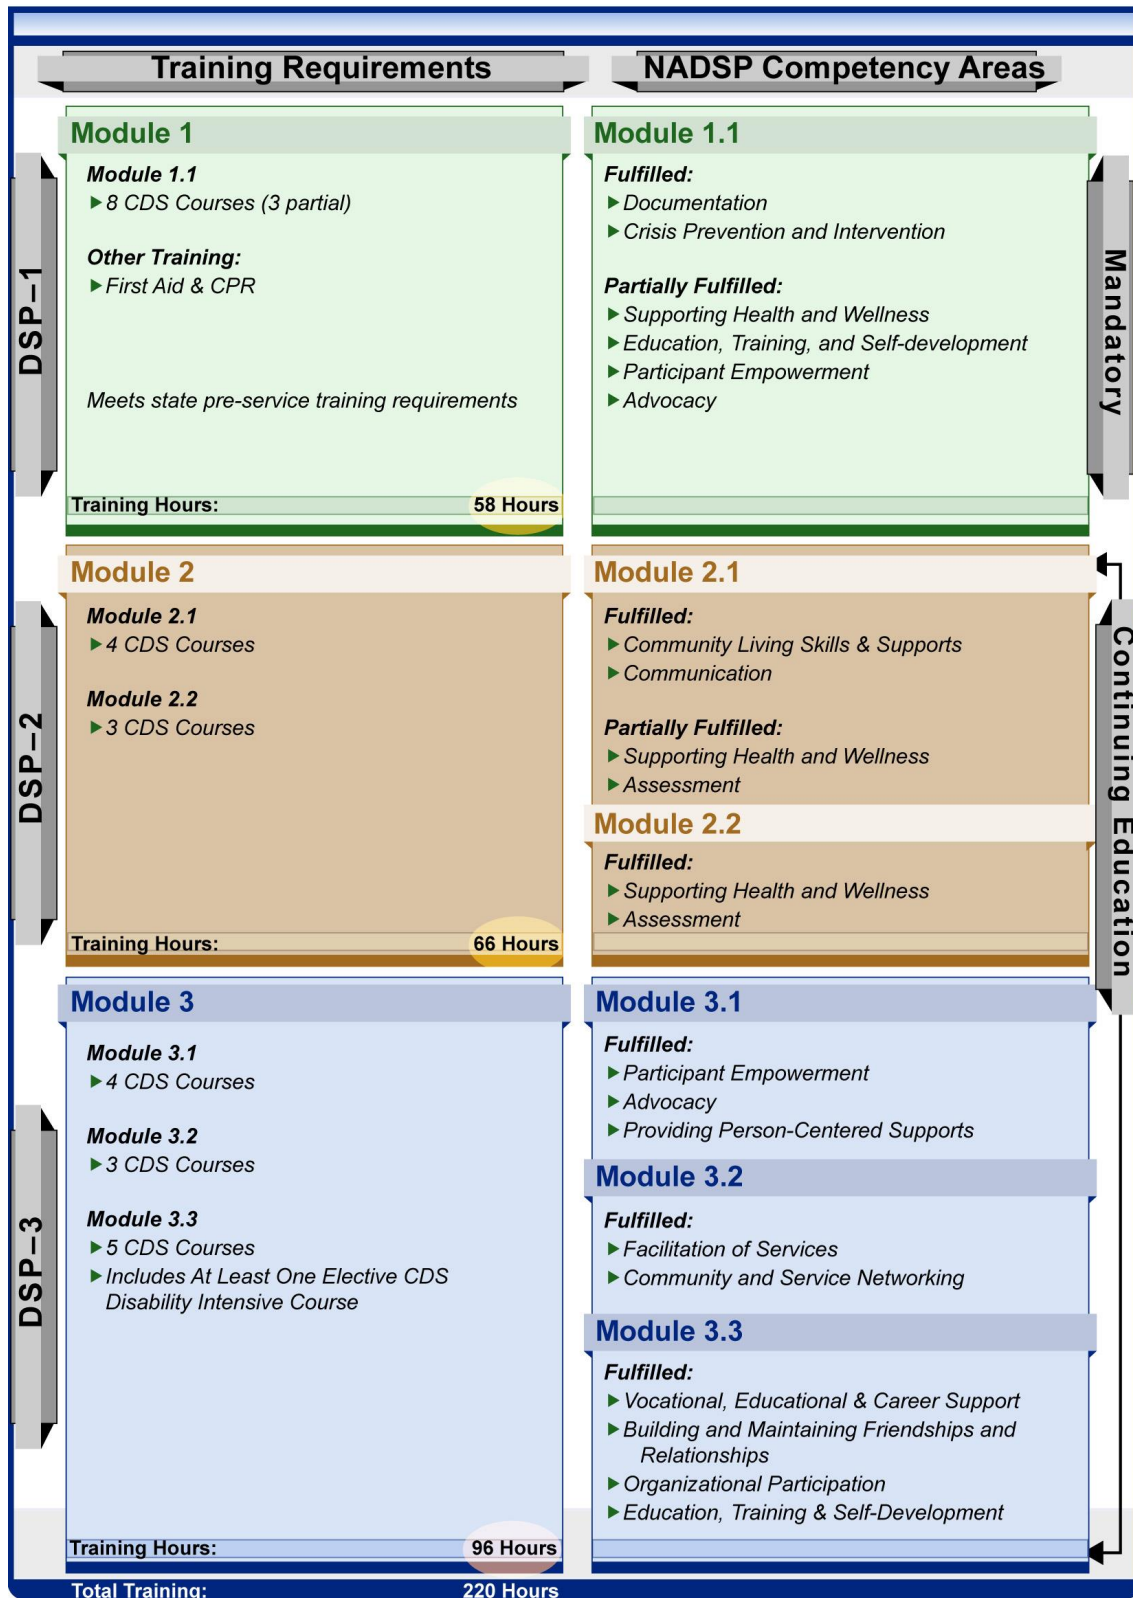 Training Requirements
NADSP Competency Areas
DSP–1
Module 1
Module 1.1
8 CDS Courses (3 partial)
Other Training:
First Aid & CPR
Meets state pre-service training requirements
Training Hours: 58 Hours
Module 1.1
Fulfilled:
Documentation
Crisis Prevention and Intervention
Partially Fulfilled:
Supporting Health and Wellness
Education, Training, and Self-development
Participant Empowerment
Advocacy
Mandatory
DSP–2
Module 2
Module 2.1
4 CDS Courses
Module 2.2
3 CDS Courses
Training Hours: 66 Hours
Module 2.1
Fulfilled:
Community Living Skills & Supports
Communication
Partially Fulfilled:
Supporting Health and Wellness
Assessment
Module 2.2
Fulfilled:
Supporting Health and Wellness
Assessment
Continuing Education
DSP–3
Module 3
Module 3.1
4 CDS Courses
Module 3.2
3 CDS Courses
Module 3.3
5 CDS Courses
Includes At Least One Elective CDS
Disability Intensive Course
Training Hours: 96 Hours
Module 3.1
Fulfilled:
Participant Empowerment
Advocacy
Providing Person-Centered Supports
Module 3.2
Fulfilled:
Facilitation of Services
Community and Service Networking
Module 3.3
Fulfilled:
Vocational, Educational & Career Support
Building and Maintaining Friendships and
Relationships
Organizational Participation
Education, Training & Self-Development
Total Training: 220 Hours